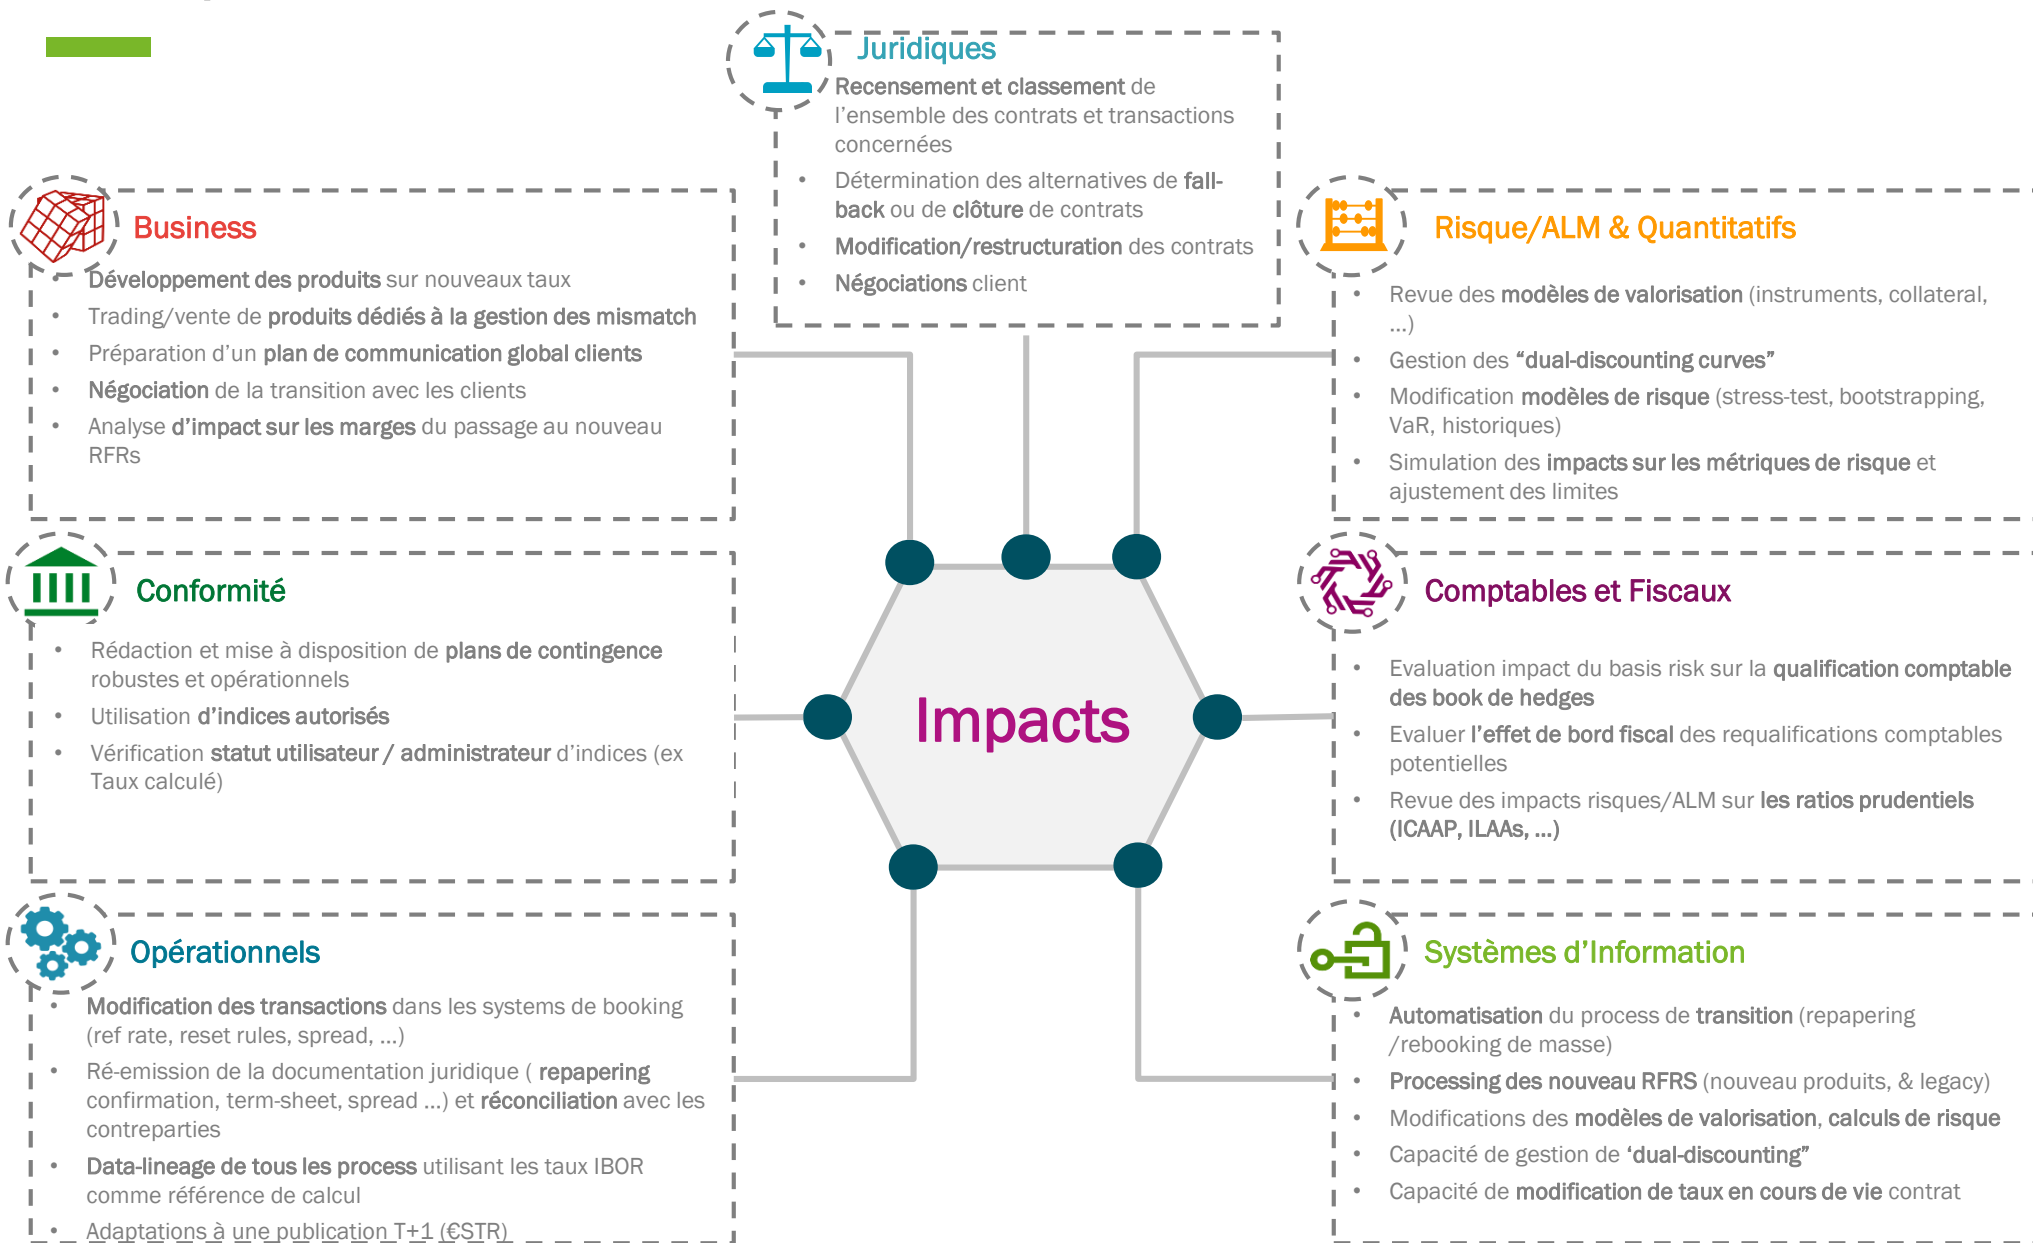 Juridiques
Recensement et classement de
l'ensemble des contrats et transactions
concernées
• Détermination des alternatives de fall-
back ou de clôture de contrats
• Modification/restructuration des contrats
• Négociations client
Business
• Développement des produits sur nouveaux taux
• Trading/vente de produits dédiés à la gestion des mismatch
• Préparation d'un plan de communication global clients
• Négociation de la transition avec les clients
• Analyse d'impact sur les marges du passage au nouveau
RFRs
Risque/ALM & Quantitatifs
• Revue des modèles de valorisation (instruments, collateral,
...)
• Gestion des “dual-discounting curves”
• Modification modèles de risque (stress-test, bootstrapping,
VaR, historiques)
• Simulation des impacts sur les métriques de risque et
ajustement des limites
Conformité
• Rédaction et mise à disposition de plans de contingence
robustes et opérationnels
• Utilisation d'indices autorisés
• Vérification statut utilisateur / administrateur d'indices (ex
Taux calculé)
Impacts
Comptables et Fiscaux
• Evaluation impact du basis risk sur la qualification comptable
des book de hedges
• Evaluer l'effet de bord fiscal des requalifications comptables
potentielles
• Revue des impacts risques/ALM sur les ratios prudentiels
(ICAAP, ILAAs, ...)
Opérationnels
• Modification des transactions dans les systems de booking
(ref rate, reset rules, spread, ...)
• Ré-emission de la documentation juridique ( repapering
confirmation, term-sheet, spread ...) et réconciliation avec les
contreparties
• Data-lineage de tous les process utilisant les taux IBOR
comme référence de calcul
• Adaptations à une publication T+1 (€STR)
Systèmes d'Information
• Automatisation du process de transition (repapering
/rebooking de masse)
• Processing des nouveau RFRS (nouveau produits, & legacy)
• Modifications des modèles de valorisation, calculs de risque
• Capacité de gestion de ‘dual-discounting”
• Capacité de modification de taux en cours de vie contrat